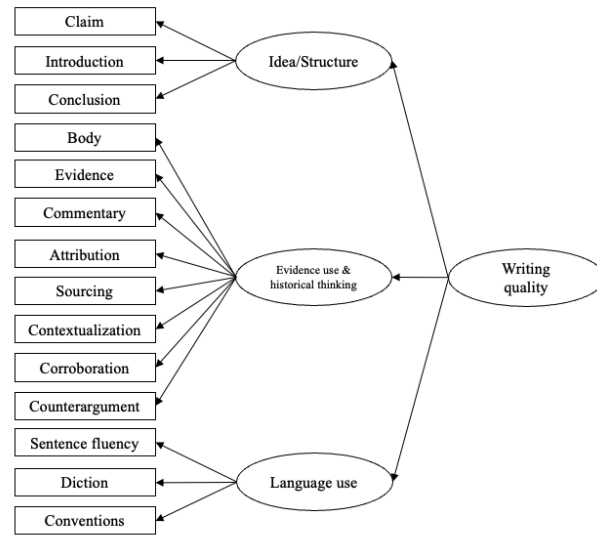 Claim
Introduction
Conclusion
Body
Evidence
Commentary
Attribution
Sourcing
Contextualization
Corroboration
Counterargument
Sentence fluency
Diction
Conventions
Idea/Structure
Evidence use &
historical thinking
Language use
Writing
quality